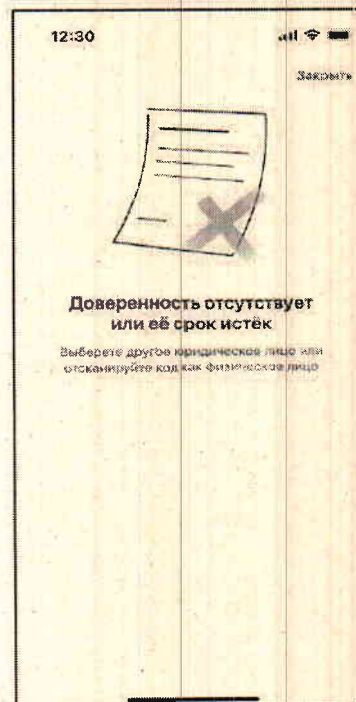 12:30
Закрыть
Доверенность отсутствует
или её срок истёк
Выберете другое юридическое лицо или
отсканируйте код как физическое лицо